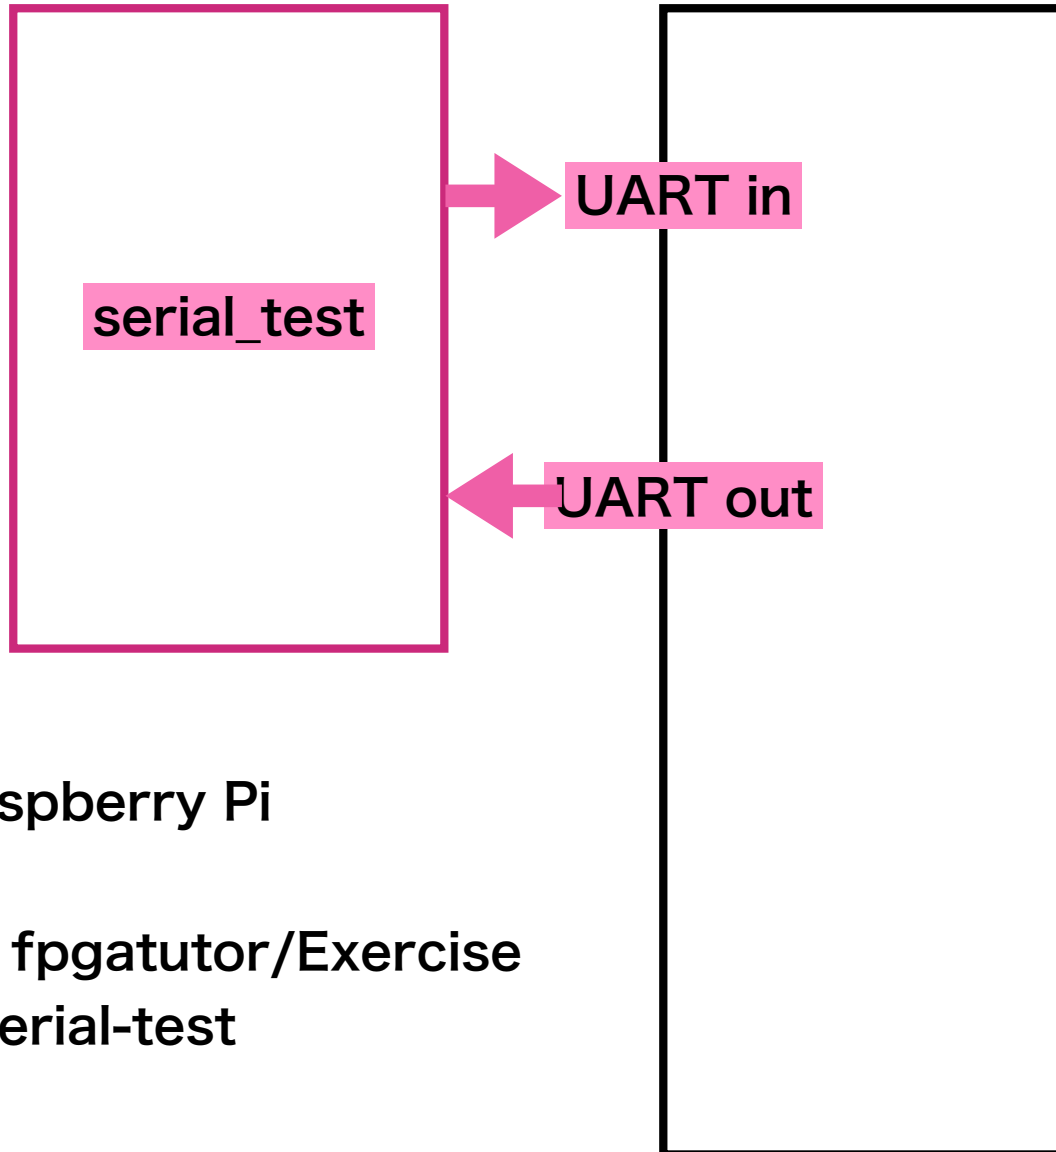 UART in
serial_test
UART out
spberry Pi
fpgatutor/Exercise
erial-test